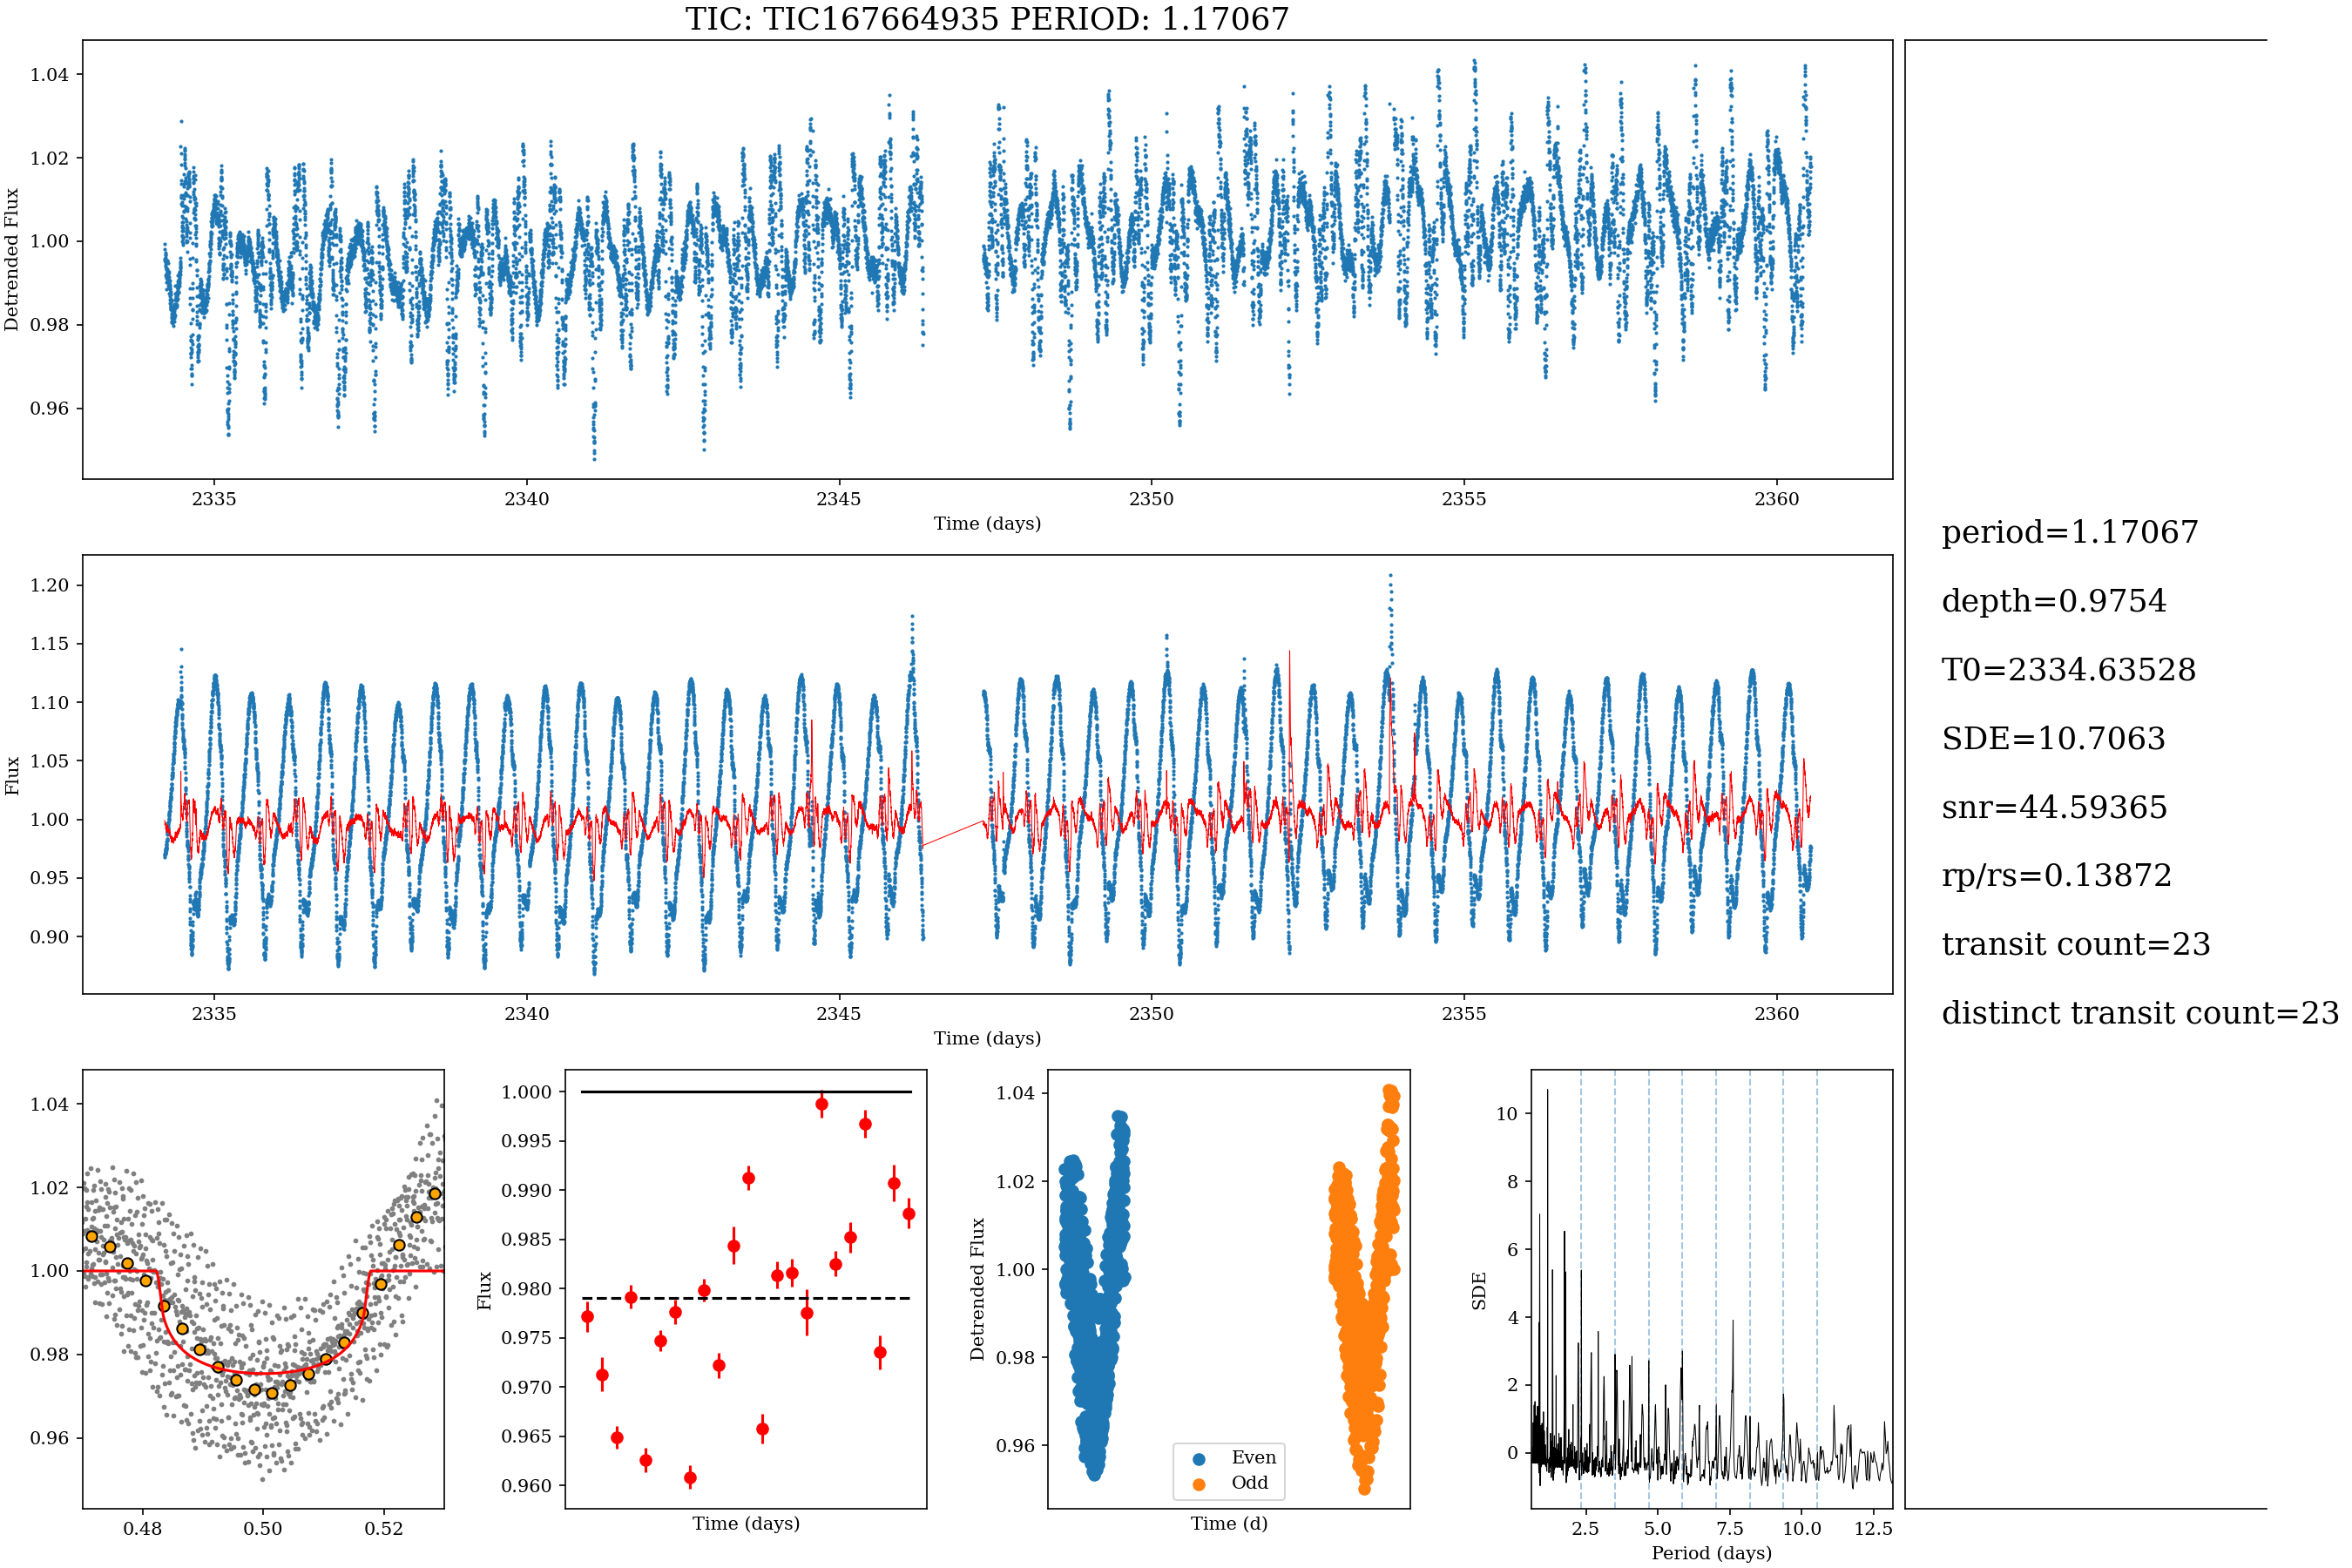 TIC: TIC167664935 PERIOD: 1.17067
1.04
1.02
1.00
0.98
0.96
Detrended Flux
2335
2340
2345
2350
2355
2360
Time (days)
1.20
1.15
1.10
1.05
1.00
0.95
0.90
Flux
2335
2340
2345
2350
2355
2360
Time (days)
period=1.17067
depth=0.9754
T0=2334.63528
SDE=10.7063
snr=44.59365
rp/rs=0.13872
transit count=23
distinct transit count=23
1.04
1.02
1.00
0.98
0.96
0.48
0.50
0.52
1.000
0.995
0.990
0.985
0.980
0.975
0.970
0.965
0.960
Flux
Time (days)
1.04
1.02
1.00
0.98
0.96
Detrended Flux
Even
Odd
Time (d)
10
8
6
4
2
0
SDE
2.5
5.0
7.5
10.0
12.5
Period (days)